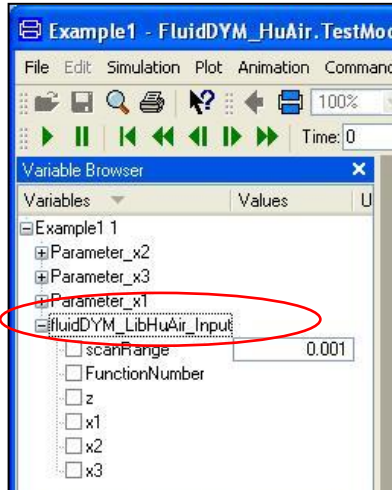 Example1 - FluidDYM_HuAir.TestMod
File Edit Simulation Plot Animation Comman
100%
Time: 0
Variable Browser
Variables Values U
Example1 1
Parameter_x2
Parameter_x3
Parameter_x1
fluidDYM_LibHuAir_Input
scanRange 0.001
FunctionNumber
z
x1
x2
x3